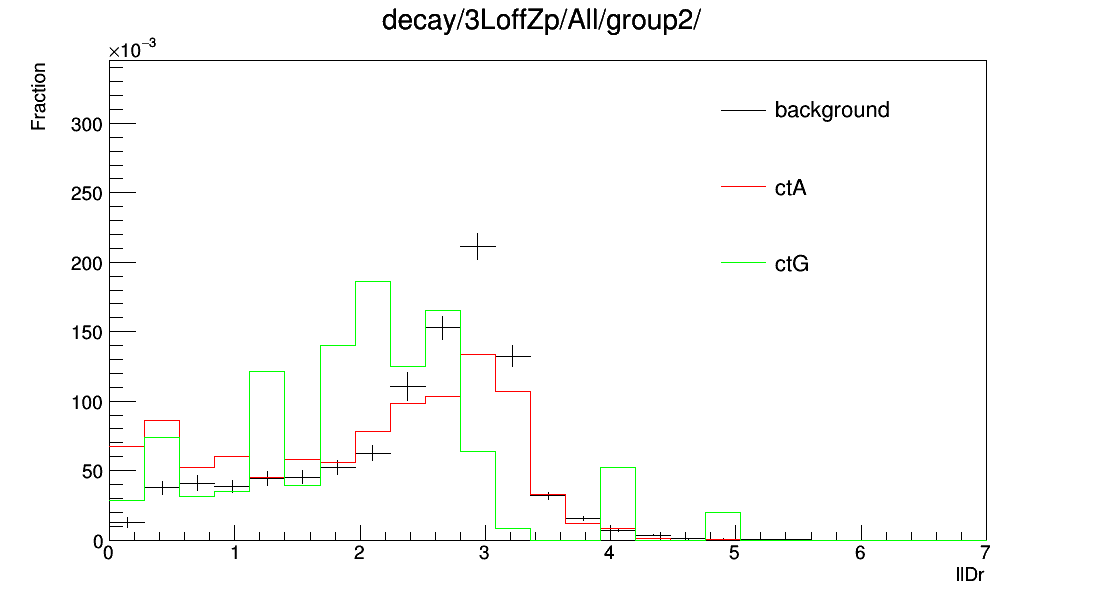 decay/3LoffZp/All/group2/
×10⁻³
Fraction
300
250
200
150
100
50
0
background
ctA
ctG
0 1 2 3 4 5 6 7
llDr